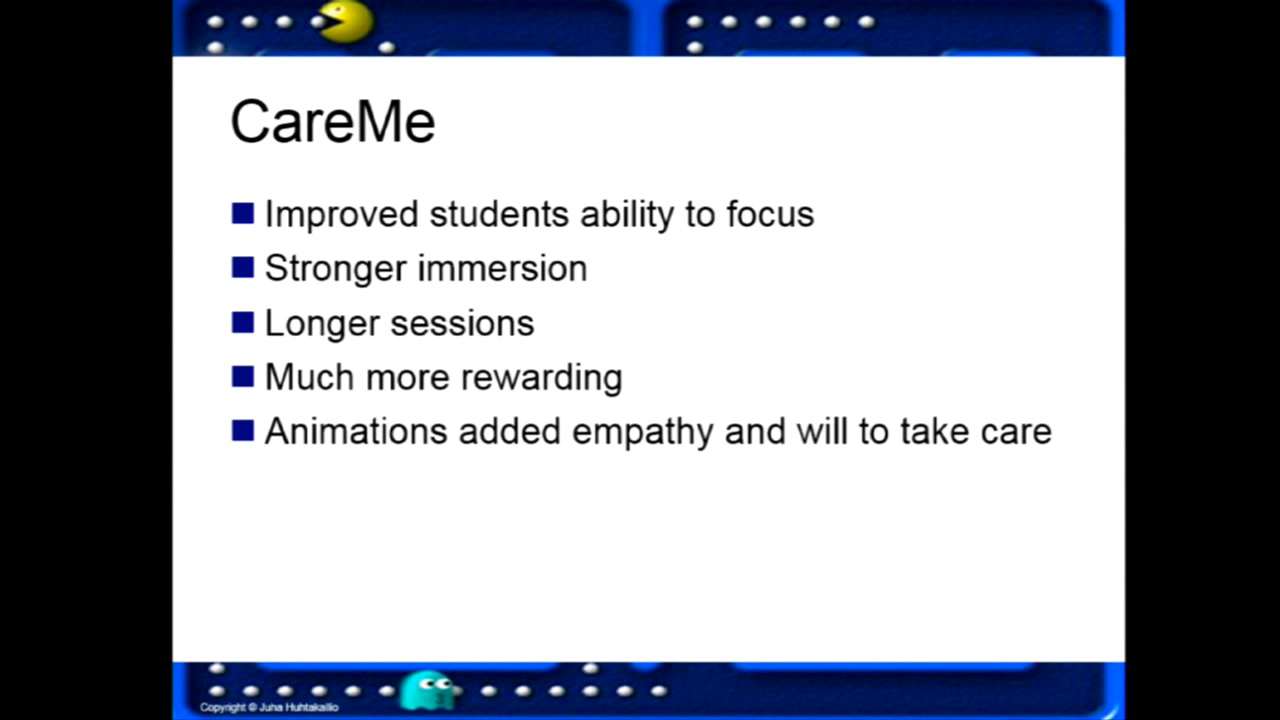 CareMe
Improved students ability to focus
Stronger immersion
Longer sessions
Much more rewarding
Animations added empathy and will to take care
Copyright © Juha Huhtakallio